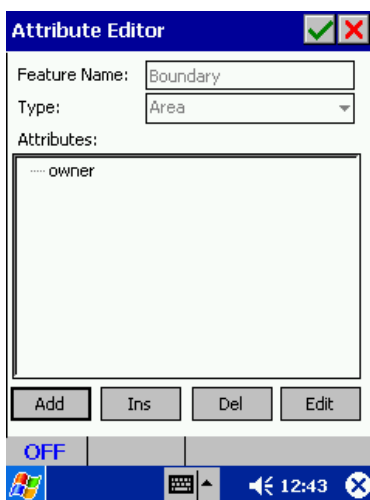 Attribute Editor
Feature Name: Boundary
Type: Area
Attributes:
owner
Add Ins Del Edit
OFF
12:43